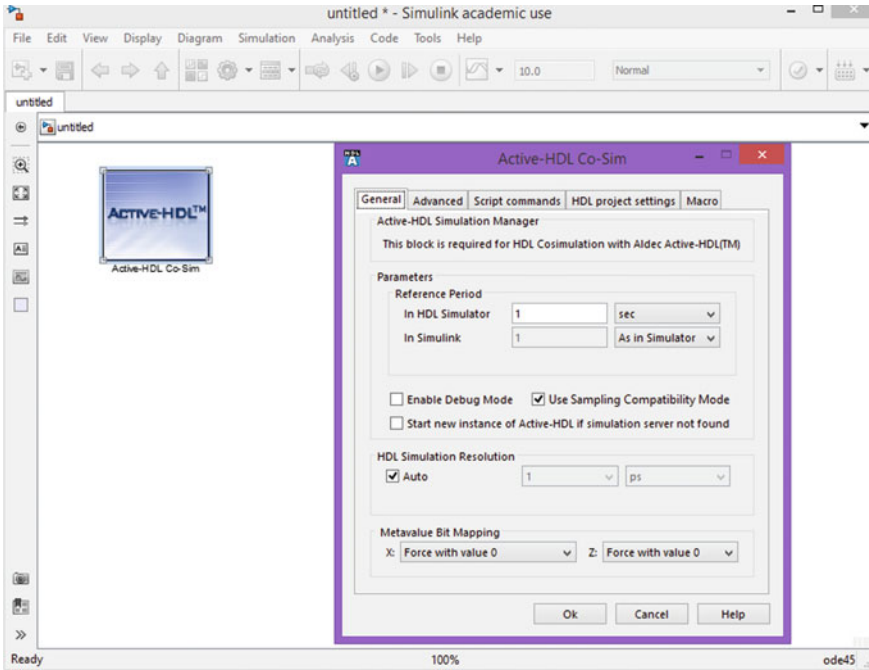 untitled * - Simulink academic use
File Edit View Display Diagram Simulation Analysis Code Tools Help
10.0 Normal
untitled
untitled
ACTIVE-HDL™
Active-HDL Co-Sim
HDL
A
Active-HDL Co-Sim
General Advanced Script commands HDL project settings Macro
Active-HDL Simulation Manager
This block is required for HDL Cosimulation with Aldec Active-HDL(TM)
Parameters
Reference Period
In HDL Simulator 1 sec
In Simulink 1 As in Simulator
Enable Debug Mode Use Sampling Compatibility Mode
Start new instance of Active-HDL if simulation server not found
HDL Simulation Resolution
Auto 1 ps
Metavalue Bit Mapping
X: Force with value 0 Z: Force with value 0
Ok Cancel Help
Ready 100% ode45